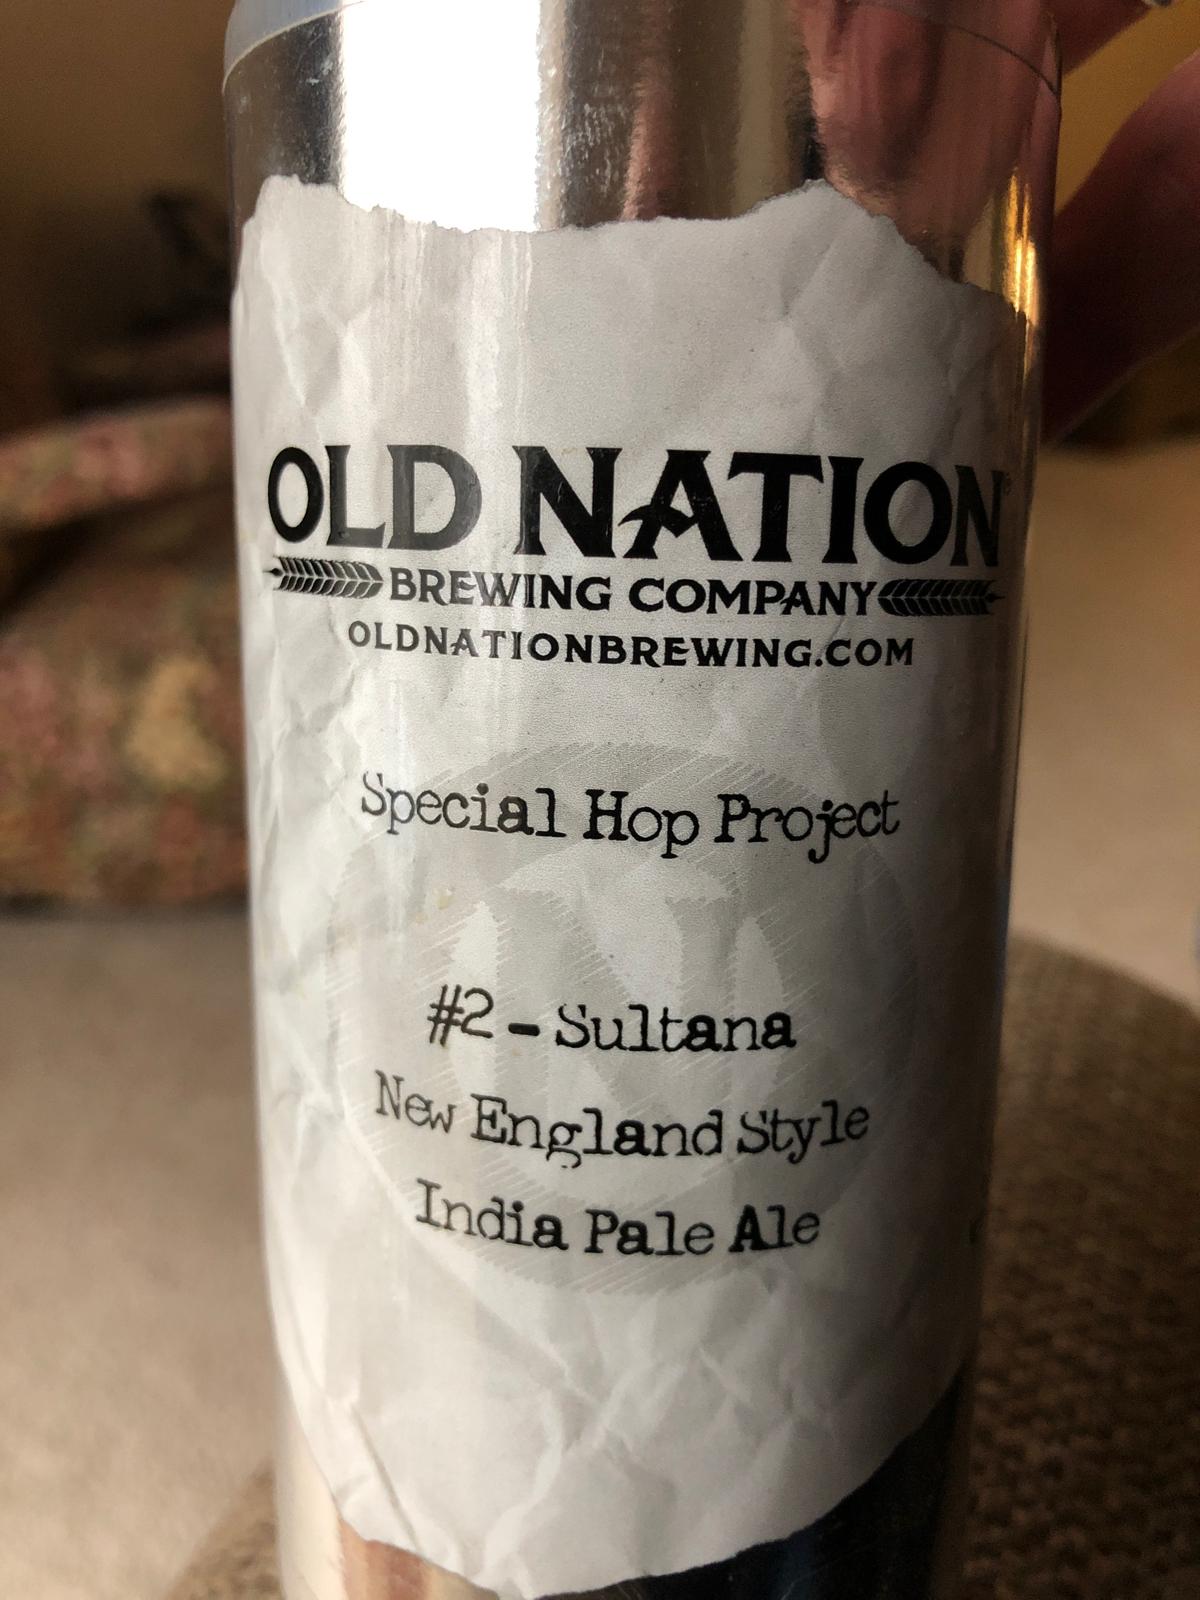 OLD NATION®
BREWING COMPANY
OLDNATIONBREWING.COM
Special Hop Project
#2 - Sultana
New England Style
India Pale Ale